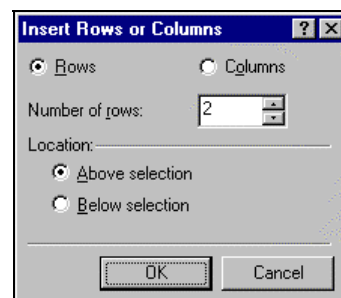 Insert Rows or Columns ? X
Rows Columns
Number of rows: 2
Location:
Above selection
Below selection
OK Cancel